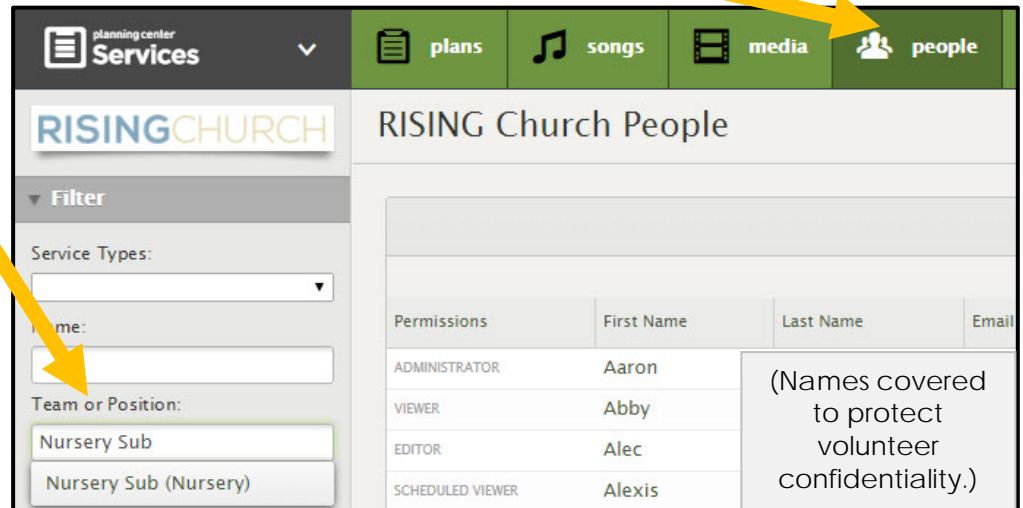 planning center
Services
plans
songs
media
people
RISINGCHURCH
RISING Church People
Filter
Service Types:
Name:
Team or Position:
Nursery Sub
Nursery Sub (Nursery)
Permissions First Name Last Name Email
ADMINISTRATOR Aaron
VIEWER Abby
EDITOR Alec
SCHEDULED VIEWER Alexis
(Names covered
to protect
volunteer
confidentiality.)